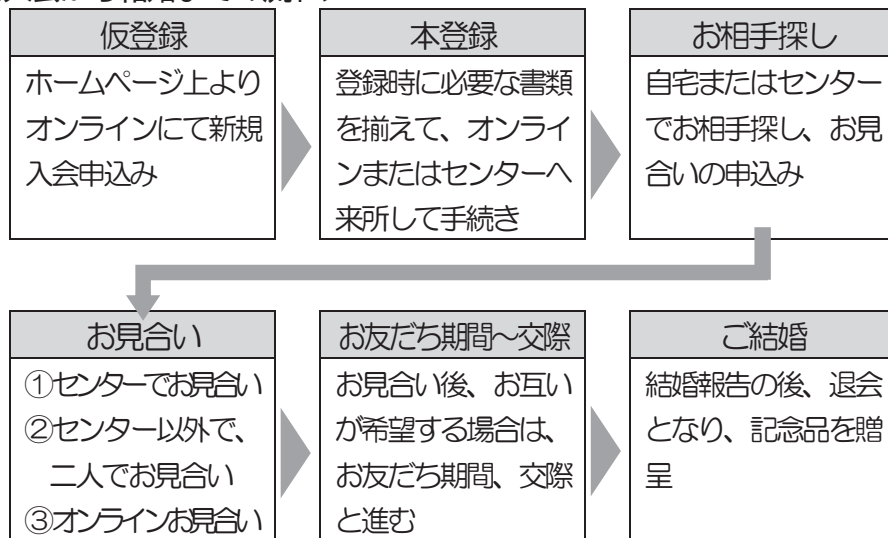 仮登録
ホームページ上より
オンラインにて新規
入会申込み
本登録
登録時に必要な書類
を揃えて、オンライ
ンまたはセンターへ
来所して手続き
お相手探し
自宅またはセンター
でお相手探し、お見
合いの申込み
お見合い
①センターでお見合い
②センター以外で、
二人でお見合い
③オンラインお見合い
お友だち期間～交際
お見合い後、お互い
が希望する場合は、
お友だち期間、交際
と進む
ご結婚
結婚報告の後、退会
となり、記念品を贈
呈